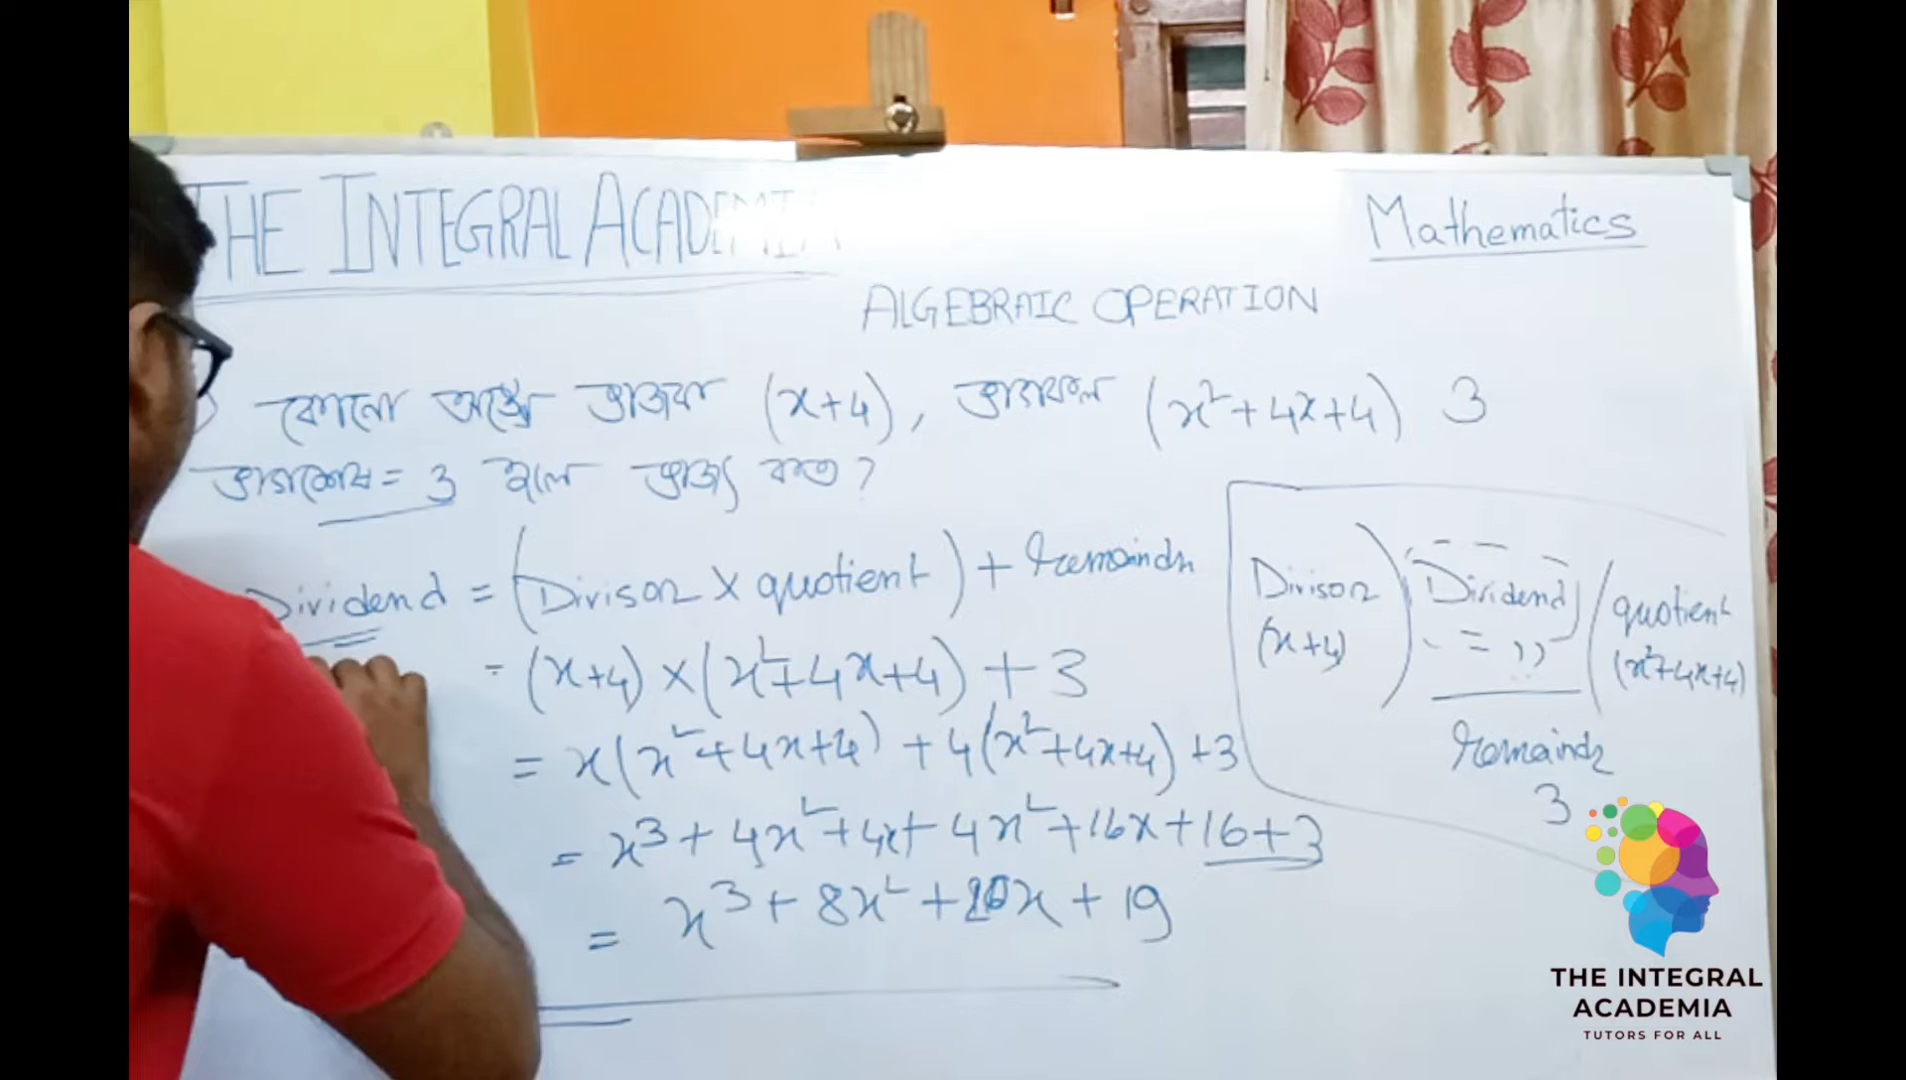 THE INTEGRAL ACADEMIA
Mathematics
ALGEBRAIC OPERATION
কোনো অঙ্কে ভাজক (x+4), ভাগফল (x²+4x+4) 3
ভাগশেষ = 3 হলে ভাজ্য কত?
Dividend = (Divisor × quotient) + Remainder
= (x+4) × (x²+4x+4) + 3
= x(x²+4x+4) + 4(x²+4x+4) +3
= x³ + 4x² + 4x + 4x² + 16x + 16+3
= x³ + 8x² + 20x + 19
Divisor) Dividend (quotient
(x+4) = ,, (x²+4x+4)
Remainder
3
THE INTEGRAL
ACADEMIA
TUTORS FOR ALL